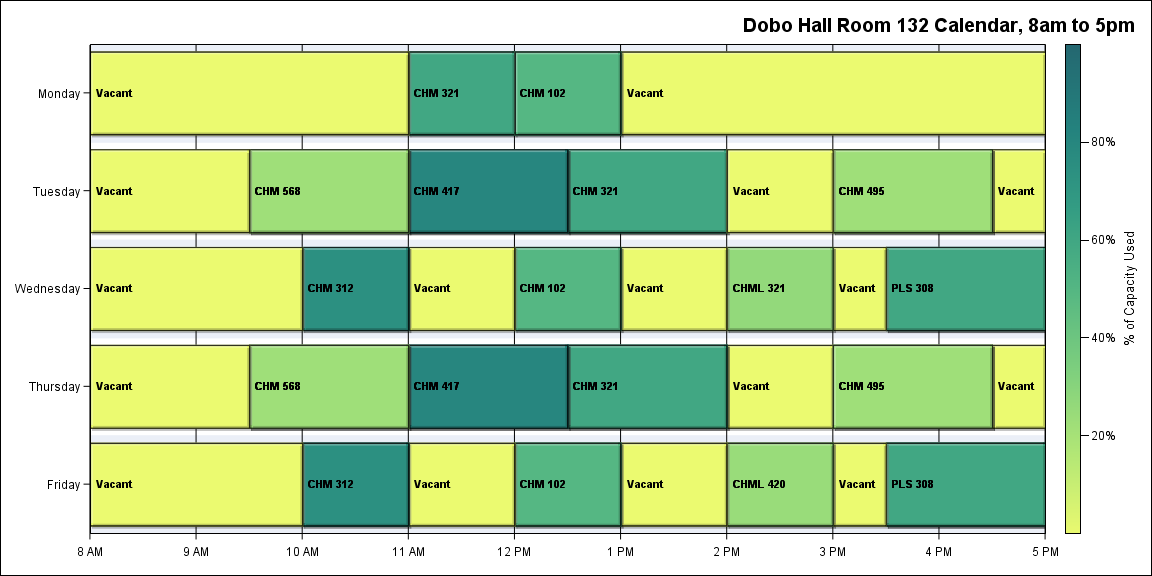 Dobo Hall Room 132 Calendar, 8am to 5pm
Monday
Vacant
CHM 321
CHM 102
Vacant
Tuesday
Vacant
CHM 568
CHM 417
CHM 321
Vacant
CHM 495
Vacant
Wednesday
Vacant
CHM 312
Vacant
CHM 102
Vacant
CHML 321
Vacant
PLS 308
Thursday
Vacant
CHM 568
CHM 417
CHM 321
Vacant
CHM 495
Vacant
Friday
Vacant
CHM 312
Vacant
CHM 102
Vacant
CHML 420
Vacant
PLS 308
8 AM
9 AM
10 AM
11 AM
12 PM
1 PM
2 PM
3 PM
4 PM
5 PM
80%
60%
40%
20%
% of Capacity Used